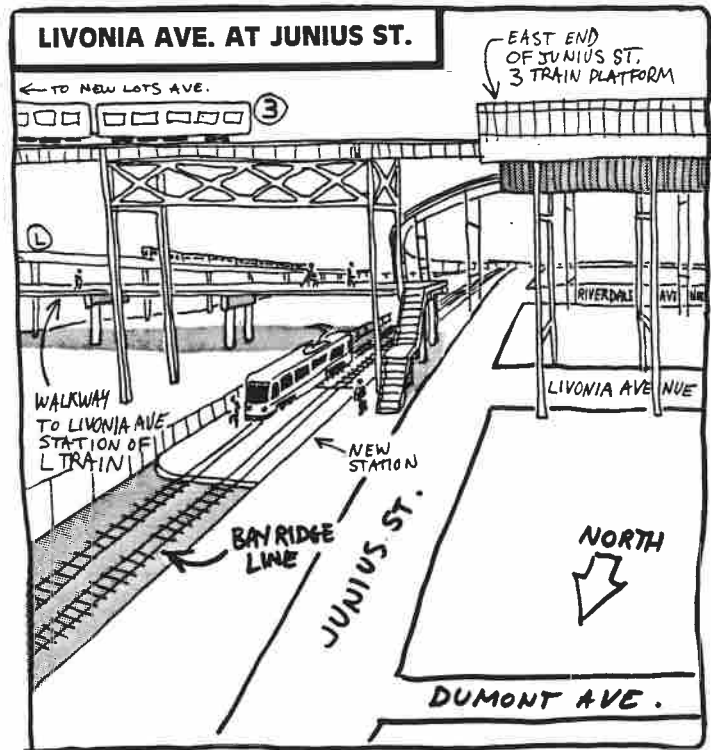 LIVONIA AVE. AT JUNIUS ST.
EAST END
OF JUNIUS ST.
3 TRAIN PLATFORM
← TO NEW LOTS AVE.
3
L
RIVERDALE AVENUE
LIVONIA AVENUE
WALKWAY
TO LIVONIA AVE
STATION OF
L TRAIN
NEW
STATION
BAY RIDGE
LINE
JUNIUS ST.
NORTH
DUMONT AVE.